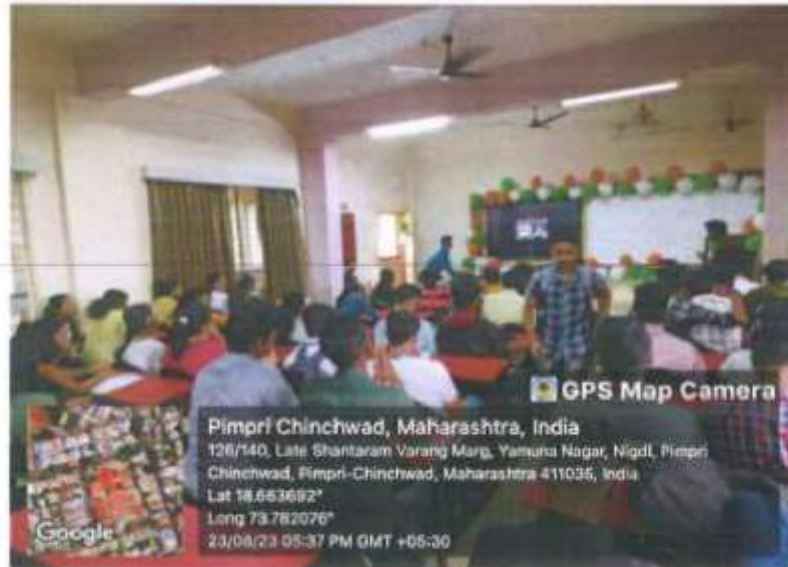 GPS Map Camera
Pimpri Chinchwad, Maharashtra, India
126/140, Late Shantaram Varang Marg, Yamuna Nagar, Nigdi, Pimpri
Chinchwad, Pimpri-Chinchwad, Maharashtra 411035, India
Lat 18.663692°
Long 73.782076°
23/08/23 05:37 PM GMT +05:30
Google